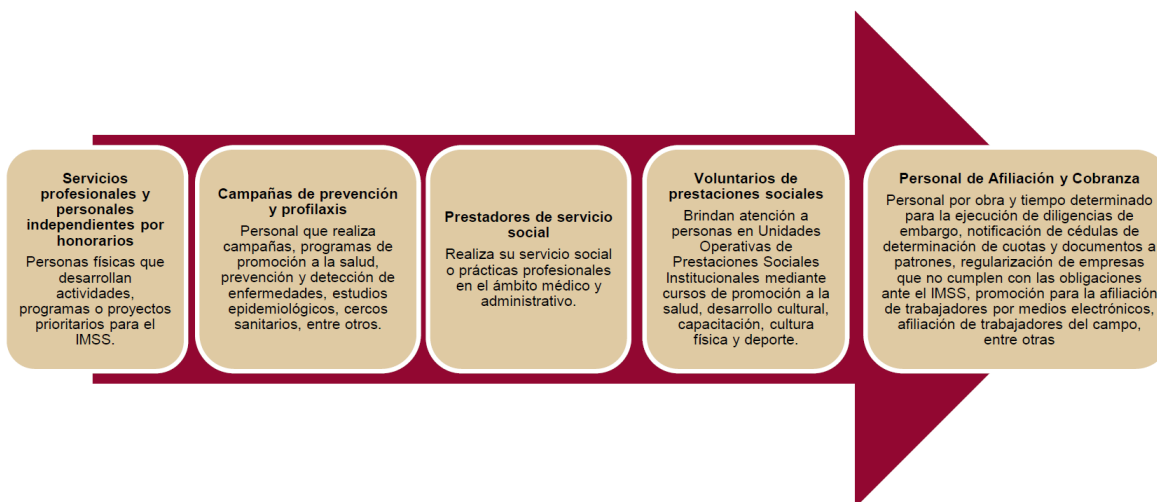 Servicios
profesionales y
personales
independientes por
honorarios
Personas físicas que
desarrollan
actividades,
programas o proyectos
prioritarios para el
IMSS.
Campañas de prevención
y profilaxis
Personal que realiza
campañas, programas de
promoción a la salud,
prevención y detección de
enfermedades, estudios
epidemiológicos, cercos
sanitarios, entre otros.
Prestadores de servicio
social
Realiza su servicio social
o prácticas profesionales
en el ámbito médico y
administrativo.
Voluntarios de
prestaciones sociales
Brindan atención a
personas en Unidades
Operativas de
Prestaciones Sociales
Institucionales mediante
cursos de promoción a la
salud, desarrollo cultural,
capacitación, cultura
física y deporte.
Personal de Afiliación y Cobranza
Personal por obra y tiempo determinado
para la ejecución de diligencias de
embargo, notificación de cédulas de
determinación de cuotas y documentos a
patrones, regularización de empresas
que no cumplen con las obligaciones
ante el IMSS, promoción para la afiliación
de trabajadores por medios electrónicos,
afiliación de trabajadores del campo,
entre otras